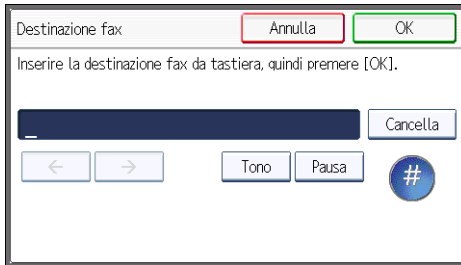 Destinazione fax Annulla OK
Inserire la destinazione fax da tastiera, quindi premere [OK].
_ Cancella
← → Tono Pausa #